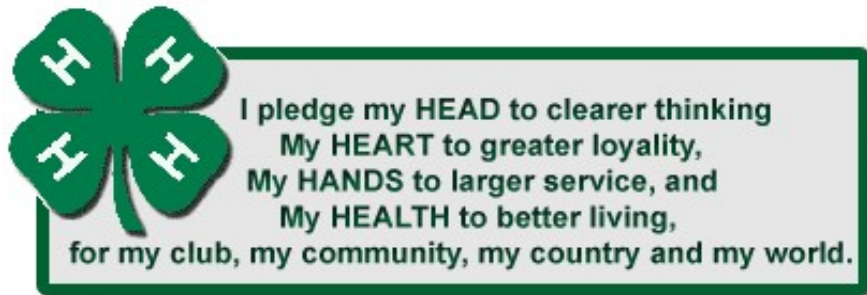 H H
H H
I pledge my HEAD to clearer thinking
My HEART to greater loyality,
My HANDS to larger service, and
My HEALTH to better living,
for my club, my community, my country and my world.